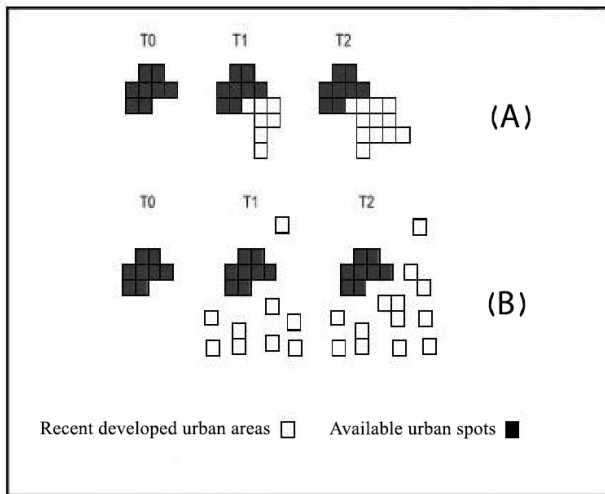 T0 T1 T2
(A)
T0 T1 T2
(B)
Recent developed urban areas Available urban spots